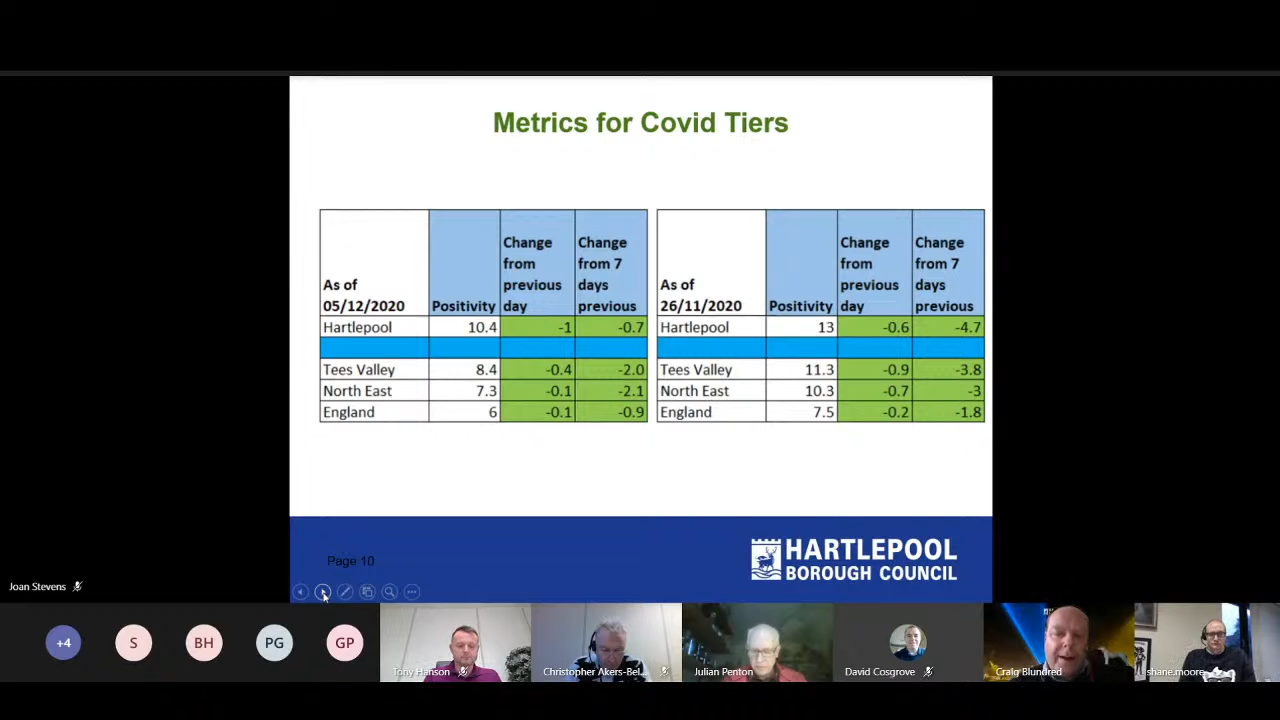 Metrics for Covid Tiers
As of 05/12/2020 Positivity Change from previous day Change from 7 days previous
Hartlepool 10.4 -1 -0.7
Tees Valley 8.4 -0.4 -2.0
North East 7.3 -0.1 -2.1
England 6 -0.1 -0.9
As of 26/11/2020 Positivity Change from previous day Change from 7 days previous
Hartlepool 13 -0.6 -4.7
Tees Valley 11.3 -0.9 -3.8
North East 10.3 -0.7 -3
England 7.5 -0.2 -1.8
Page 10
HARTLEPOOL
BOROUGH COUNCIL
Joan Stevens
+4 S BH PG GP
Tony Hanson Christopher Akers-Bel... Julian Penton David Cosgrove Craig Blundred shane.moore